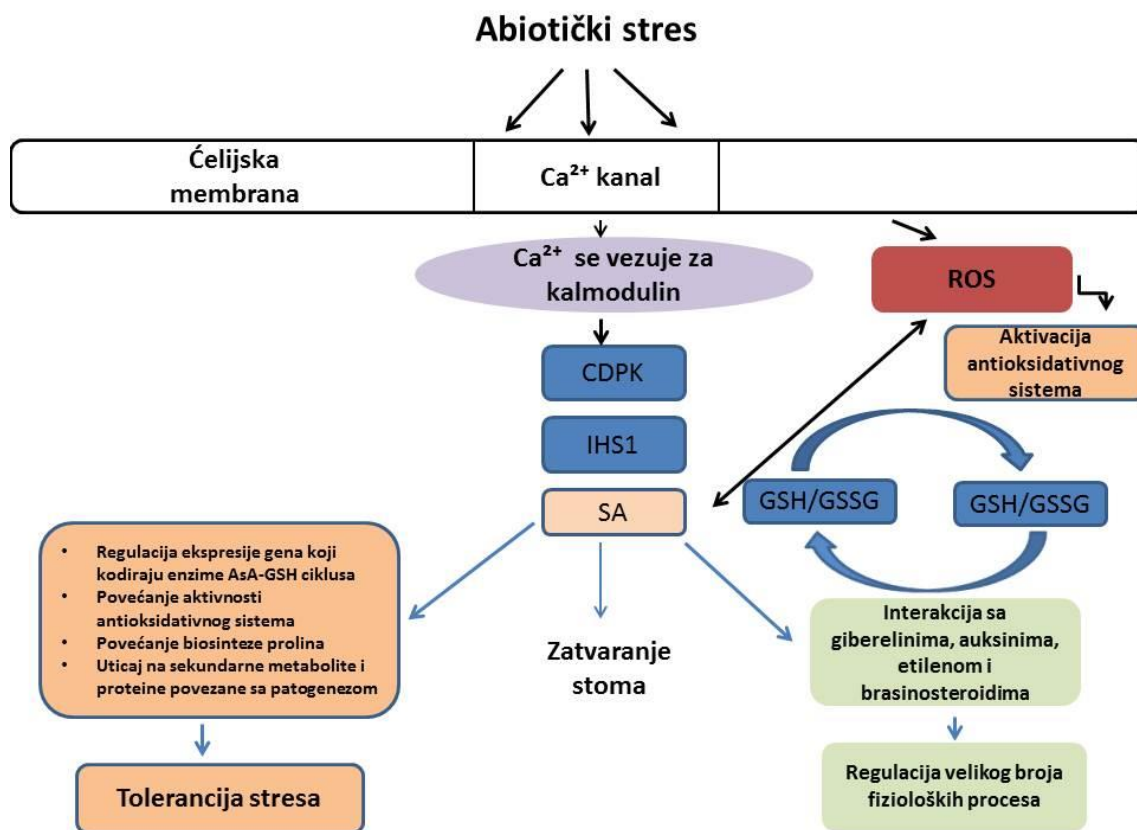 Abiotički stres
Ćelijska
membrana
Ca²⁺ kanal
Ca²⁺ se vezuje za
kalmodulin
ROS
Aktivacija
antioksidativnog
sistema
CDPK
IHS1
SA
GSH/GSSG
GSH/GSSG
• Regulacija ekspresije gena koji
kodiraju enzime AsA-GSH ciklusa
• Povećanje aktivnosti
antioksidativnog sistema
• Povećanje biosinteze prolina
• Uticaj na sekundarne metabolite i
proteine povezane sa patogenezom
Zatvaranje
stoma
Interakcija sa
giberelinima, auksinima,
etilenom i
brasinosteroidima
Tolerancija stresa
Regulacija velikog broja
fizioloških procesa